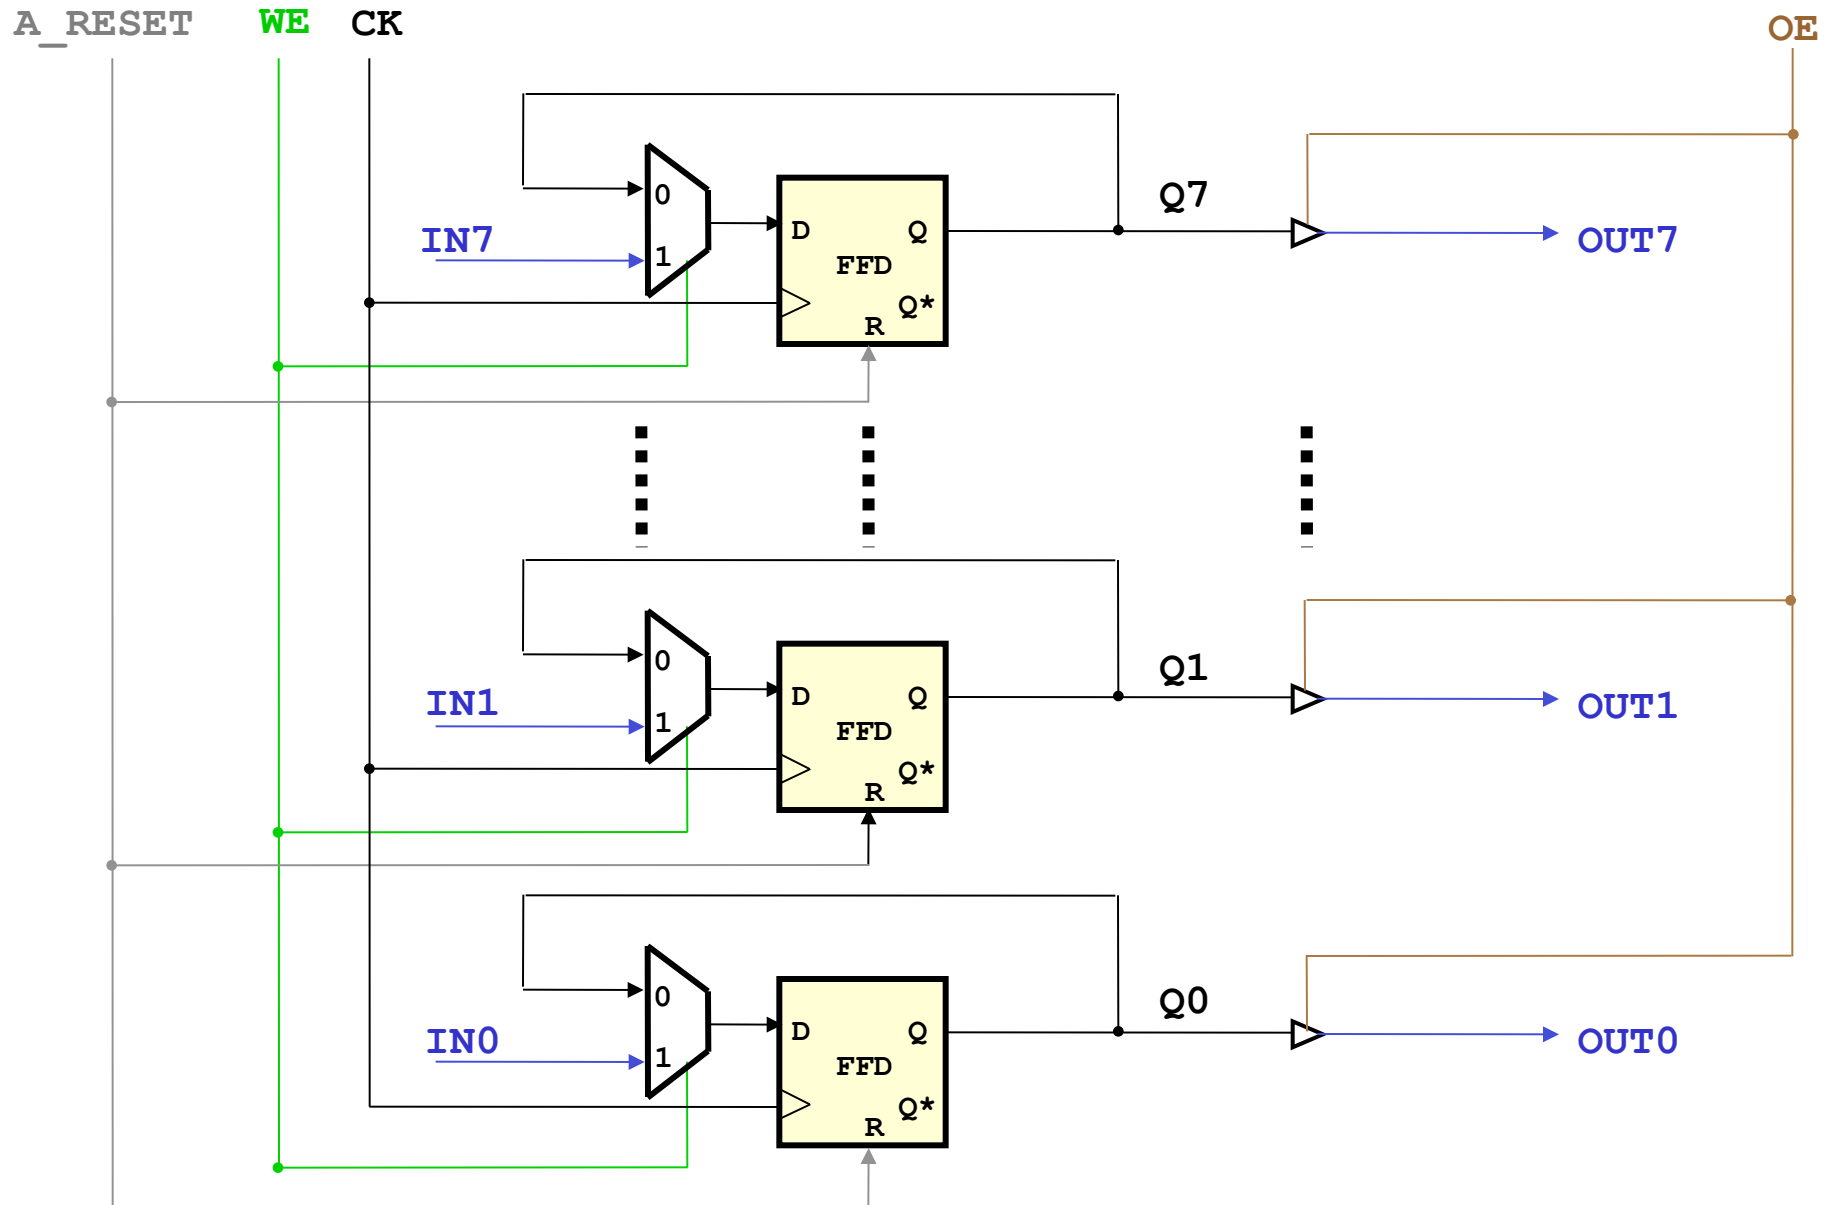 A_RESET WE CK OE
0
Q7
IN7
D Q
OUT7
1
FFD
Q*
R
0
Q1
IN1
D Q
OUT1
1
FFD
Q*
R
0
Q0
IN0
D Q
OUT0
1
FFD
Q*
R